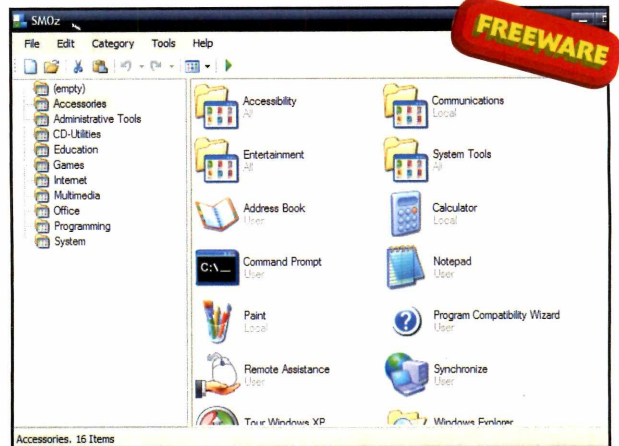 SMOz
FREEWARE
File Edit Category Tools Help
(empty)
Accessories
Administrative Tools
CD-Utilities
Education
Games
Internet
Multimedia
Office
Programming
System
Accessibility
All
Communications
Local
Entertainment
All
System Tools
All
Address Book
User
Calculator
Local
C:\_
Command Prompt
User
Notepad
User
Paint
Local
Program Compatibility Wizard
User
Remote Assistance
User
Synchronize
User
Tour Windows XP
Windows Explorer
Accessories, 16 Items